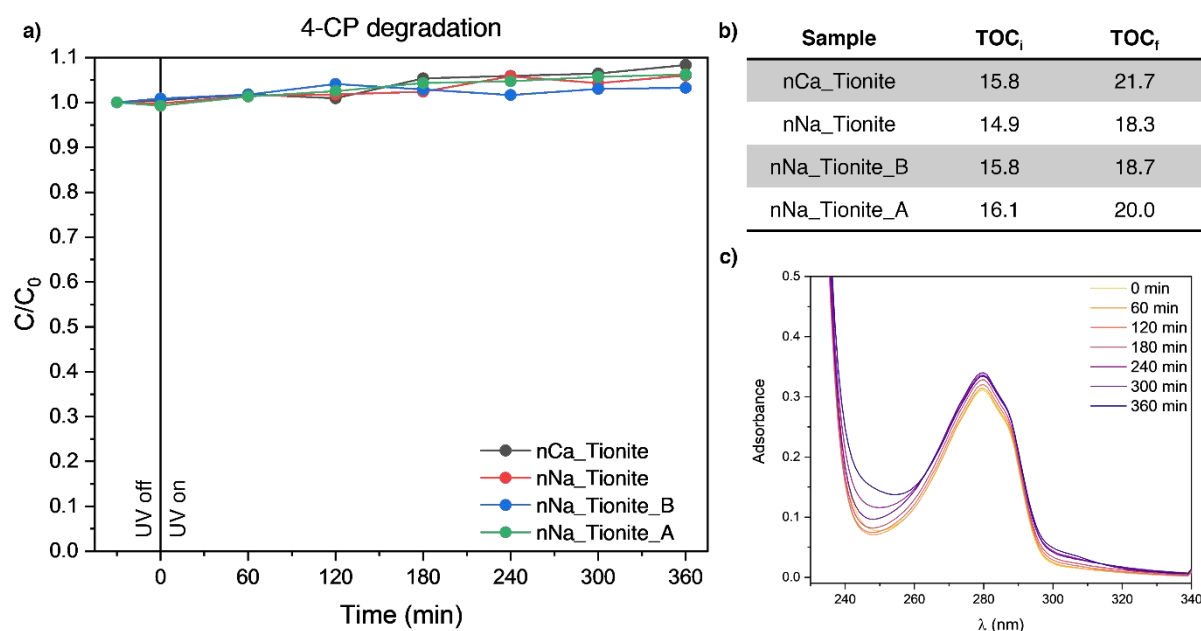 a)
4-CP degradation
C/C0
1.1
1.0
0.9
0.8
0.7
0.6
0.5
0.4
0.3
0.2
0.1
0.0
UV off
UV on
nCa_Tionite
nNa_Tionite
nNa_Tionite_B
nNa_Tionite_A
0 60 120 180 240 300 360
Time (min)
b)
Sample TOCi TOCf
nCa_Tionite 15.8 21.7
nNa_Tionite 14.9 18.3
nNa_Tionite_B 15.8 18.7
nNa_Tionite_A 16.1 20.0
c)
Adsorbance
0.5
0.4
0.3
0.2
0.1
0.0
0 min
60 min
120 min
180 min
240 min
300 min
360 min
240 260 280 300 320 340
λ (nm)